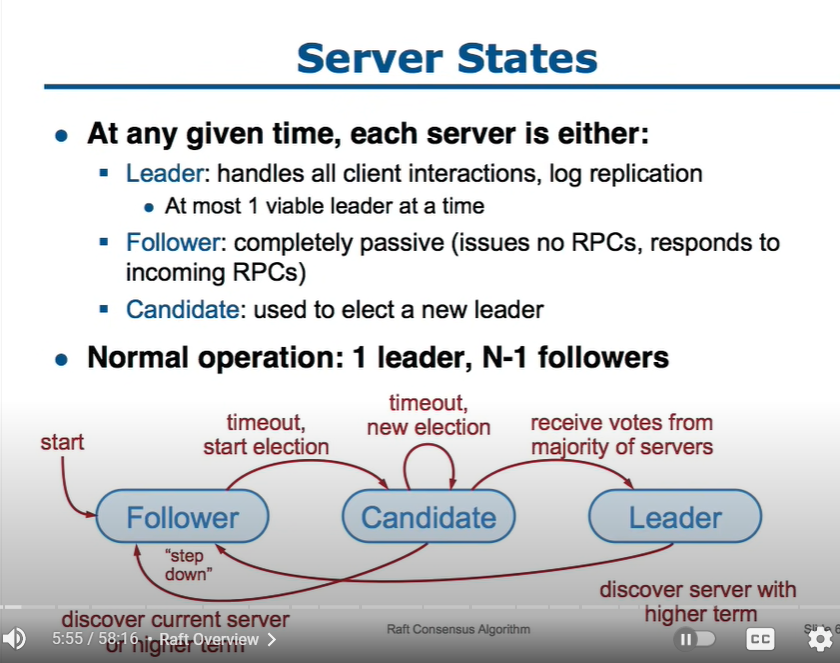 Server States
At any given time, each server is either:
Leader: handles all client interactions, log replication
At most 1 viable leader at a time
Follower: completely passive (issues no RPCs, responds to
incoming RPCs)
Candidate: used to elect a new leader
Normal operation: 1 leader, N-1 followers
start
timeout,
start election
timeout,
new election
receive votes from
majority of servers
Follower
Candidate
Leader
"step
down"
discover current server
or higher term
discover server with
higher term
5:55 / 58:16 • Raft Overview
Raft Consensus Algorithm
CC
Slide 6